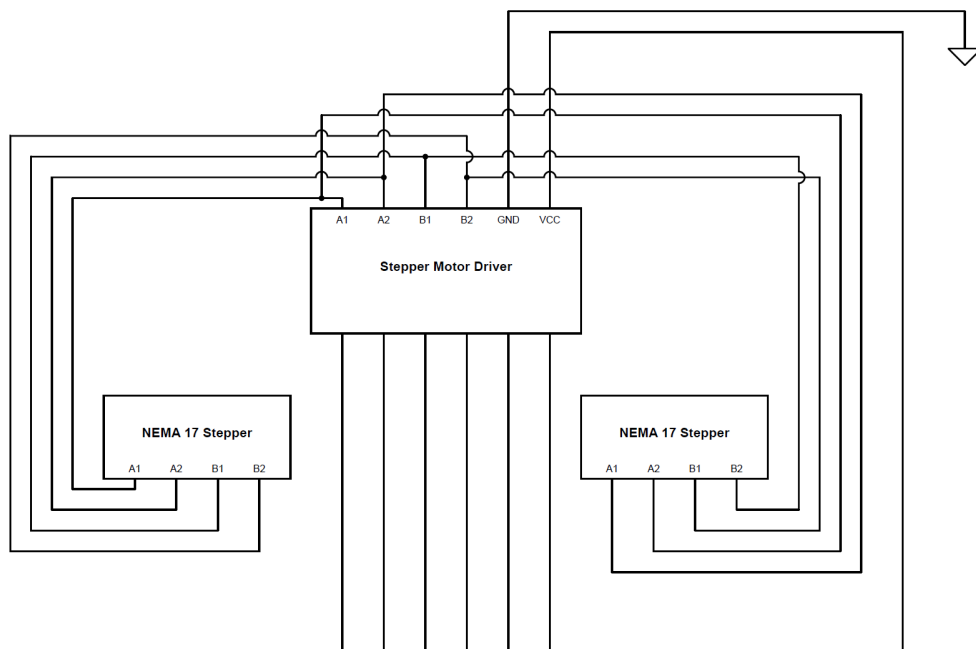 A1 A2 B1 B2 GND VCC
Stepper Motor Driver
NEMA 17 Stepper
A1 A2 B1 B2
NEMA 17 Stepper
A1 A2 B1 B2